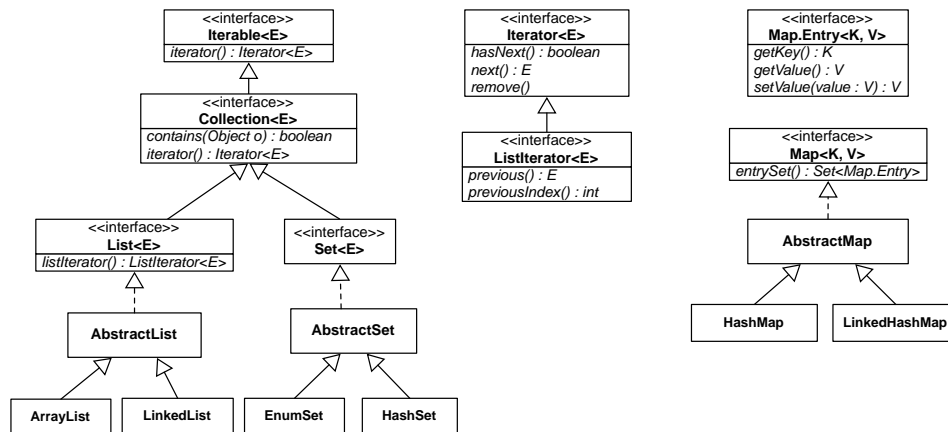 <<interface>>
Iterable<E>
iterator() : Iterator<E>
<<interface>>
Collection<E>
contains(Object o) : boolean
iterator() : Iterator<E>
<<interface>>
List<E>
listIterator() : ListIterator<E>
<<interface>>
Set<E>
AbstractList
AbstractSet
ArrayList
LinkedList
EnumSet
HashSet
<<interface>>
Iterator<E>
hasNext() : boolean
next() : E
remove()
<<interface>>
ListIterator<E>
previous() : E
previousIndex() : int
<<interface>>
Map.Entry<K, V>
getKey() : K
getValue() : V
setValue(value : V) : V
<<interface>>
Map<K, V>
entrySet() : Set<Map.Entry>
AbstractMap
HashMap
LinkedHashMap